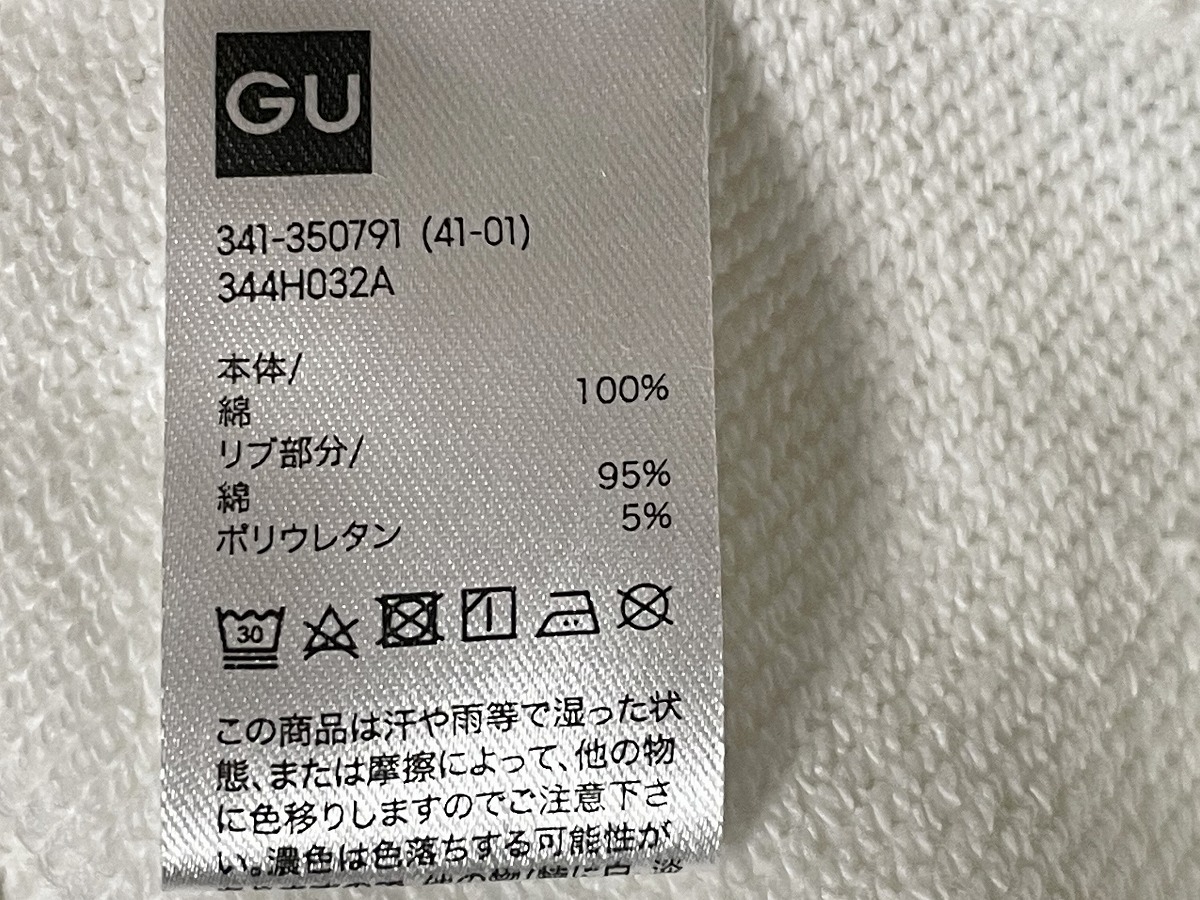 GU
341-350791 (41-01)
344H032A
本体/
綿 100%
リブ部分/
綿 95%
ポリウレタン 5%
30
この商品は汗や雨等で湿った状
態、または摩擦によって、他の物
に色移りしますのでご注意下さ
い。濃色は色落ちする可能性が